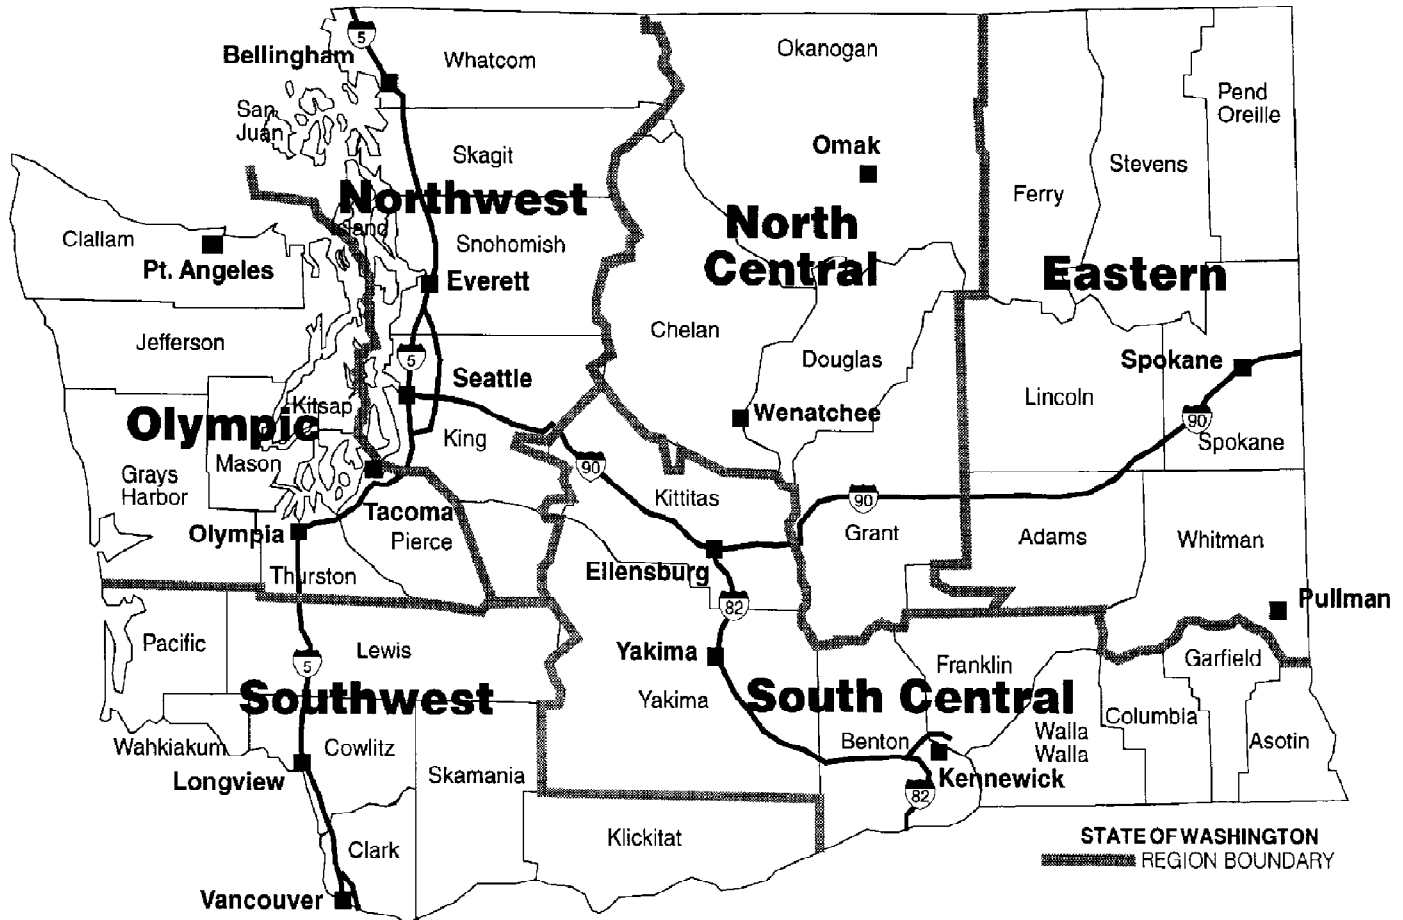 5
Bellingham
Whatcom
Okanogan
San
Juan
Pend
Oreille
Skagit
Omak
Stevens
Ferry
Northwest
Island
North
Central
Clallam
Pt. Angeles
Snohomish
Everett
Eastern
Chelan
Jefferson
5
Douglas
Spokane
Seattle
Kitsap
Lincoln
Wenatchee
Olympic
90
Spokane
King
Mason
Grays
Harbor
90
Kittitas
90
Tacoma
Olympia
Pierce
Grant
Adams
Whitman
Thurston
Ellensburg
82
Pullman
Pacific
Lewis
5
Yakima
Franklin
Garfield
Southwest
Yakima
South Central
Columbia
Walla
Walla
Wahkiakum
Cowlitz
Benton
Asotin
Longview
Skamania
Kennewick
82
Klickitat
Clark
STATE OF WASHINGTON
REGION BOUNDARY
Vancouver